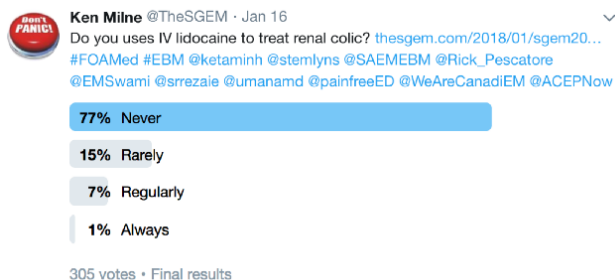 Don't
PANIC!
Ken Milne @TheSGEM · Jan 16
Do you uses IV lidocaine to treat renal colic? thesgem.com/2018/01/sgem20...
#FOAMed #EBM @ketaminh @stemlyns @SAEMEBM @Rick_Pescatore
@EMSwami @srrezaie @umanamd @painfreeED @WeAreCanadiEM @ACEPNow
77% Never
15% Rarely
7% Regularly
1% Always
305 votes • Final results